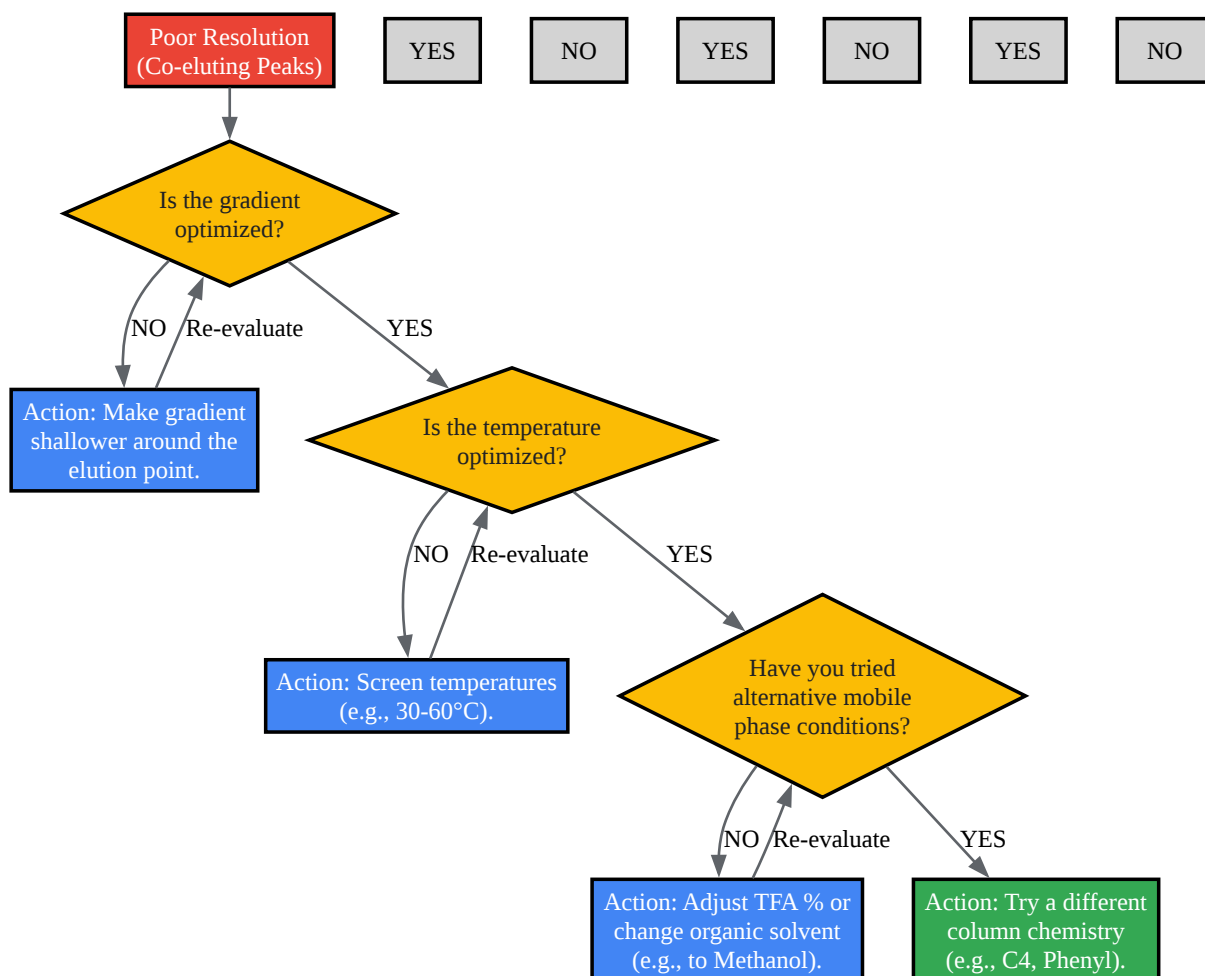 Poor Resolution
(Co-eluting Peaks)
YES
NO
YES
NO
YES
NO
Is the gradient
optimized?
NO
Re-evaluate
YES
Action: Make gradient
shallower around the
elution point.
Is the temperature
optimized?
NO
Re-evaluate
YES
Action: Screen temperatures
(e.g., 30-60°C).
Have you tried
alternative mobile
phase conditions?
NO
Re-evaluate
YES
Action: Adjust TFA % or
change organic solvent
(e.g., to Methanol).
Action: Try a different
column chemistry
(e.g., C4, Phenyl).